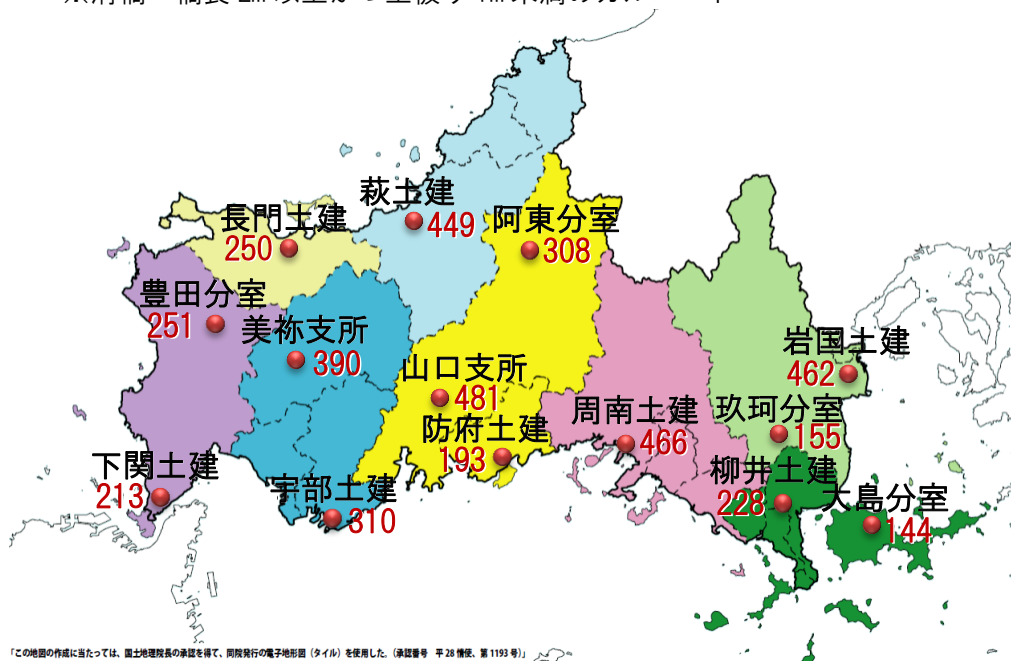 萩土建
449
長門土建
250
阿東分室
308
豊田分室
251
美祢支所
390
岩国土建
462
山口支所
481
周南土建
466
玖珂分室
155
防府土建
193
下関土建
213
宇部土建
310
柳井土建
228
大島分室
144
「この地図の作成に当たっては、国土地理院長の承認を得て、同院発行の電子地形図（タイル）を使用した。（承認番号　平28情使、第1193号）」